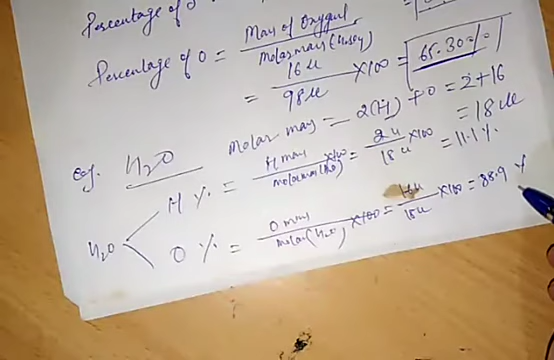 Percentage of
Percentage of O = Mass of Oxygen / Molar mass (H₂SO₄)
= 16 u / 98 u × 100 = 65.30 %
Molar mass = 2(H) + O = 2+16
= 18 u
eg. H₂O
H % = H mass / molar mass (H₂O) × 100 = 2 u / 18 u × 100 = 11.1 %
H₂O
O % = O mass / molar (H₂O) × 100 = 16 u / 18 u × 100 = 88.9 %